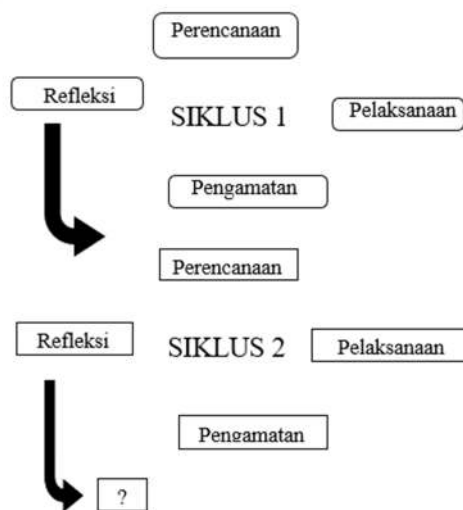 Perencanaan
Refleksi
SIKLUS 1
Pelaksanaan
Pengamatan
Perencanaan
Refleksi
SIKLUS 2
Pelaksanaan
Pengamatan
?